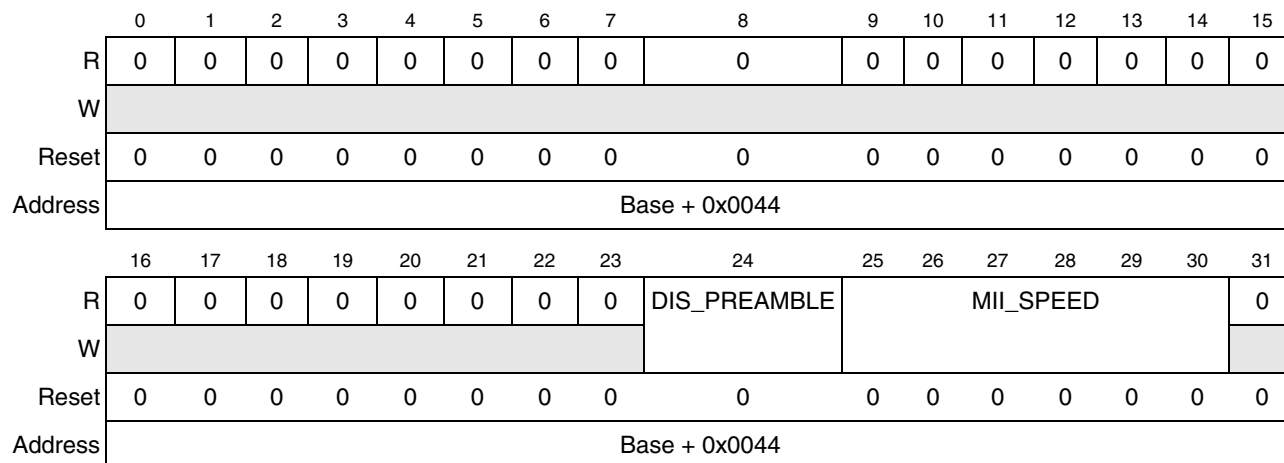 0 1 2 3 4 5 6 7 8 9 10 11 12 13 14 15
R 0 0 0 0 0 0 0 0 0 0 0 0 0 0 0 0
W
Reset 0 0 0 0 0 0 0 0 0 0 0 0 0 0 0 0
Address Base + 0x0044
16 17 18 19 20 21 22 23 24 25 26 27 28 29 30 31
R 0 0 0 0 0 0 0 0 DIS_PREAMBLE MII_SPEED 0
W
Reset 0 0 0 0 0 0 0 0 0 0 0 0 0 0 0 0
Address Base + 0x0044